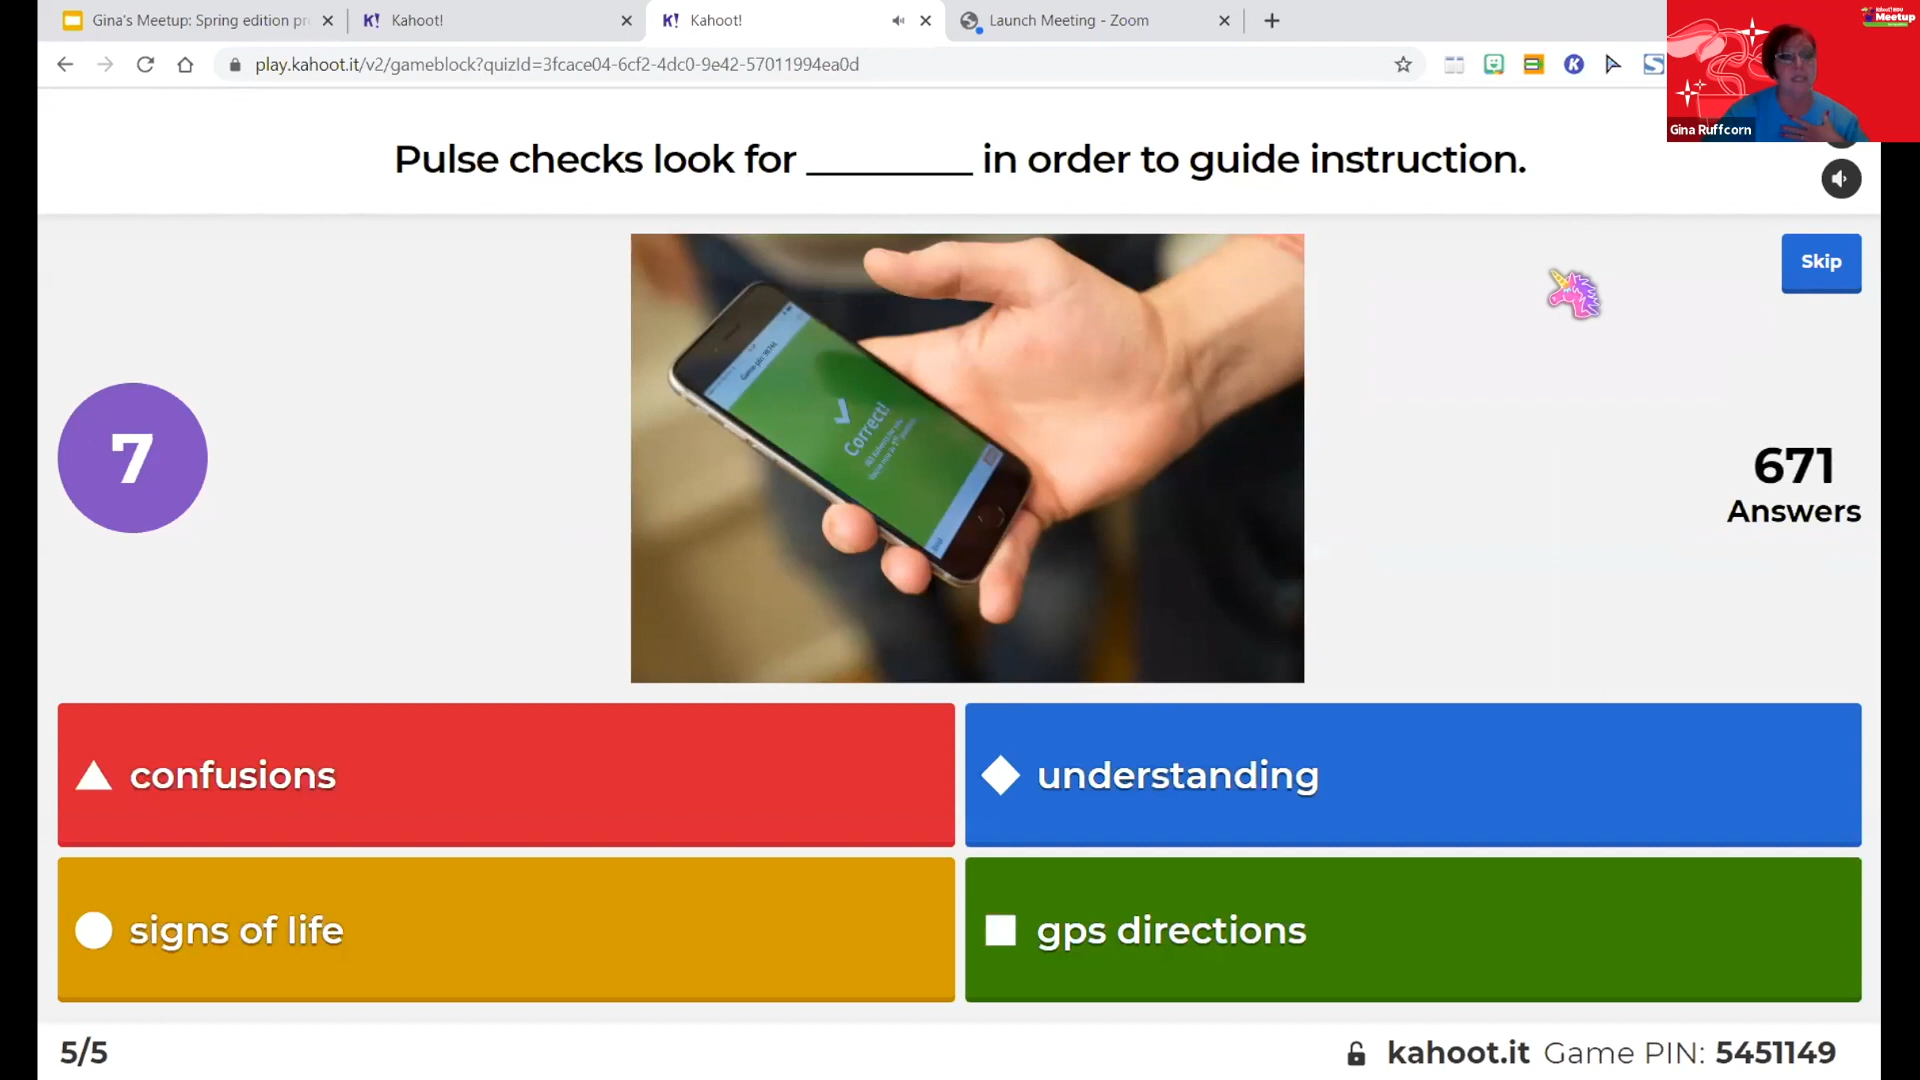 Gina's Meetup: Spring edition pr
Kahoot!
Kahoot!
Launch Meeting - Zoom
play.kahoot.it/v2/gameblock?quizId=3fcace04-6cf2-4dc0-9e42-57011994ea0d
Meetup
Gina Ruffcorn
Pulse checks look for _________ in order to guide instruction.
Skip
7
Correct!
671
Answers
confusions
understanding
signs of life
gps directions
5/5
kahoot.it Game PIN: 5451149